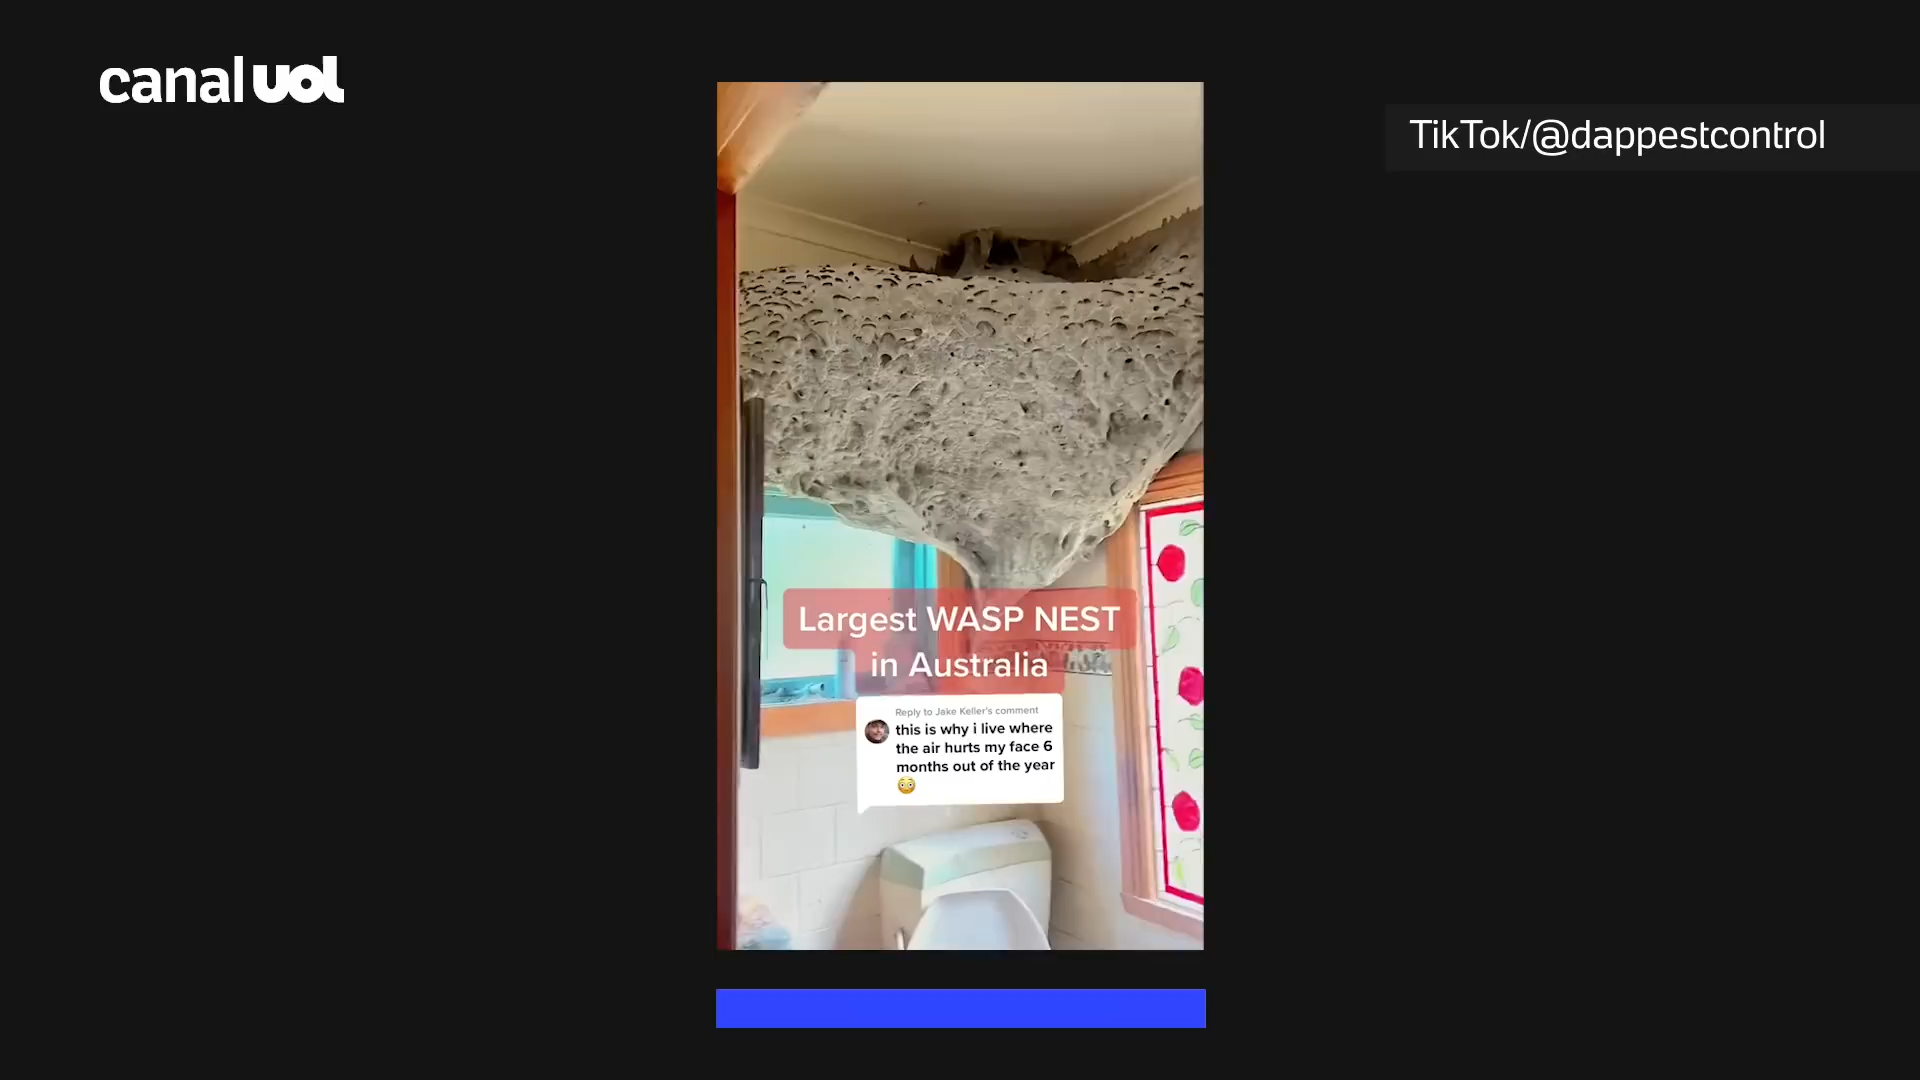 canal uol
TikTok/@dappestcontrol
Largest WASP NEST
in Australia
Reply to Jake Keller's comment
this is why i live where
the air hurts my face 6
months out of the year
😳